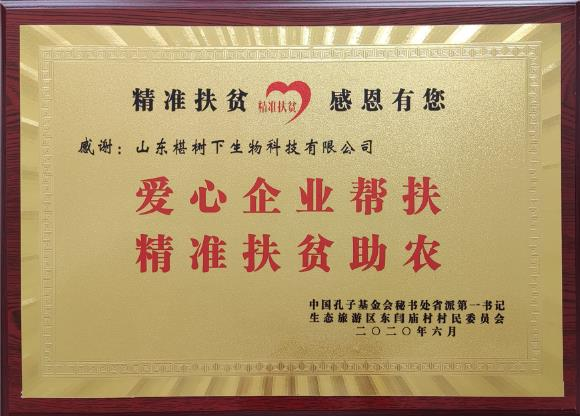 精准扶贫 精准扶贫 感恩有您
感谢：山东椹树下生物科技有限公司
爱心企业帮扶
精准扶贫助农
中国孔子基金会秘书处省派第一书记
生态旅游区东闫庙村村民委员会
二〇二〇年六月